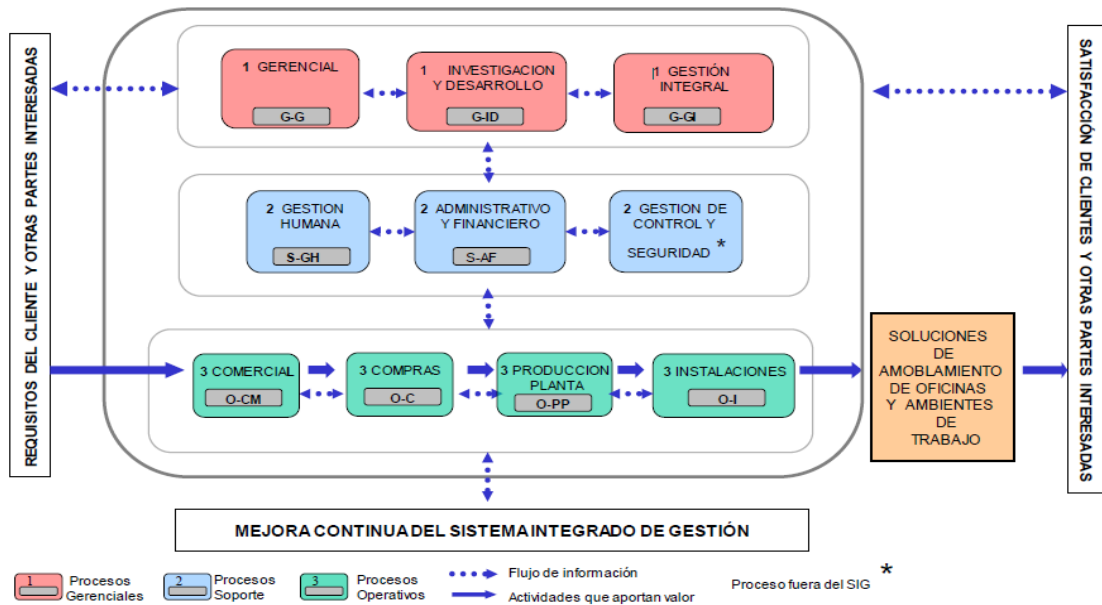 REQUISITOS DEL CLIENTE Y OTRAS PARTES INTERESADAS
1 GERENCIAL
G-G
1 INVESTIGACION
Y DESARROLLO
G-ID
1 GESTIÓN
INTEGRAL
G-GI
2 GESTION
HUMANA
S-GH
2 ADMINISTRATIVO
Y FINANCIERO
S-AF
2 GESTION DE
CONTROL Y
SEGURIDAD *
3 COMERCIAL
O-CM
3 COMPRAS
O-C
3 PRODUCCION
PLANTA
O-PP
3 INSTALACIONES
O-I
SOLUCIONES
DE
AMOBLAMIENTO
DE OFICINAS
Y AMBIENTES
DE
TRABAJO
SATISFACCIÓN DE CLIENTES Y OTRAS PARTES INTERESADAS
MEJORA CONTINUA DEL SISTEMA INTEGRADO DE GESTIÓN
1
Procesos
Gerenciales
2
Procesos
Soporte
3
Procesos
Operativos
Flujo de información
Actividades que aportan valor
Proceso fuera del SIG *